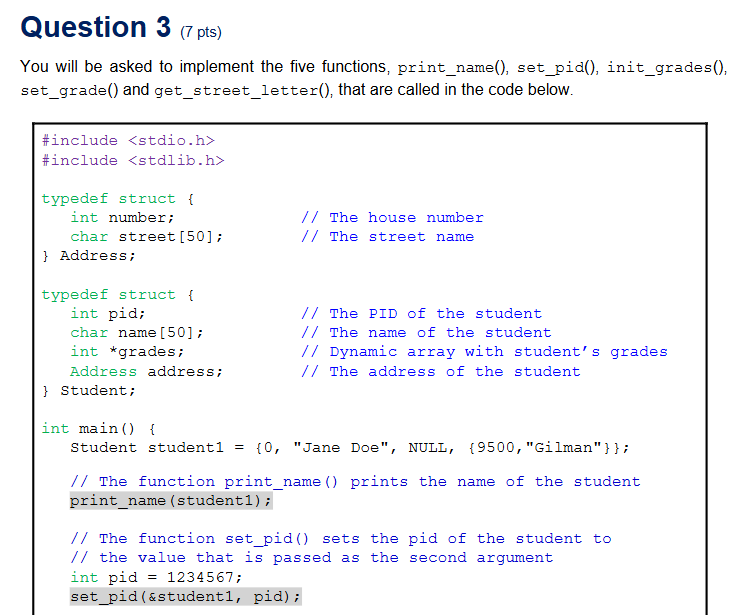 Question 3 (7 pts)
You will be asked to implement the five functions, print_name(), set_pid(), init_grades(),
set_grade() and get_street_letter(), that are called in the code below.
#include <stdio.h>
#include <stdlib.h>
typedef struct {
int number; // The house number
char street[50]; // The street name
} Address;
typedef struct {
int pid; // The PID of the student
char name[50]; // The name of the student
int *grades; // Dynamic array with student's grades
Address address; // The address of the student
} Student;
int main() {
Student student1 = {0, "Jane Doe", NULL, {9500,"Gilman"}};
// The function print_name() prints the name of the student
print_name(student1);
// The function set_pid() sets the pid of the student to
// the value that is passed as the second argument
int pid = 1234567;
set_pid(&student1, pid);